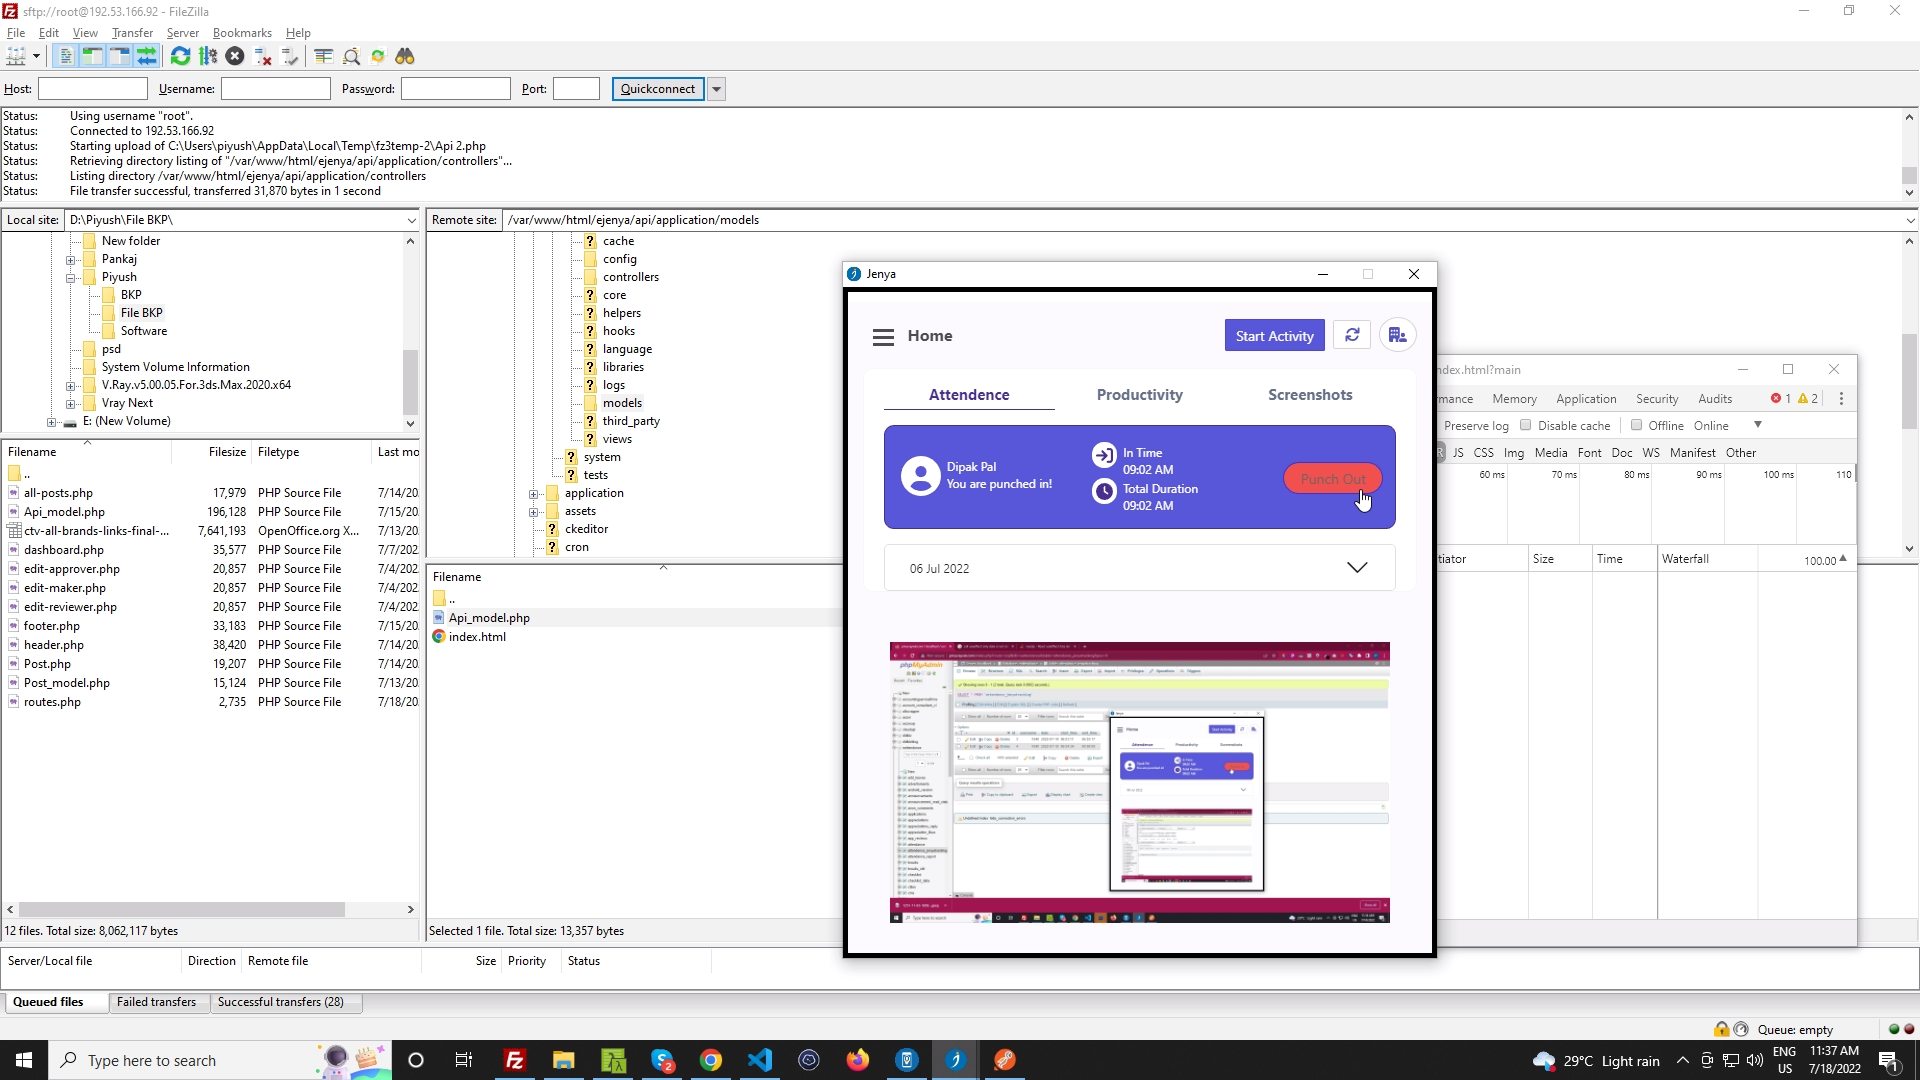 sftp://root@192.53.166.92 - FileZilla
File Edit View Transfer Server Bookmarks Help
Host: Username: Password: Port: Quickconnect
Status: Using username "root".
Status: Connected to 192.53.166.92
Status: Starting upload of C:\Users\piyush\AppData\Local\Temp\fz3temp-2\Api 2.php
Status: Retrieving directory listing of "/var/www/html/ejenya/api/application/controllers"...
Status: Listing directory /var/www/html/ejenya/api/application/controllers
Status: File transfer successful, transferred 31,870 bytes in 1 second
Local site: D:\Piyush\File BKP\
New folder
Pankaj
Piyush
BKP
File BKP
Software
psd
System Volume Information
V.Ray.v5.00.05.For.3ds.Max.2020.x64
Vray Next
E: (New Volume)
Filename Filesize Filetype Last mo
..
all-posts.php 17,979 PHP Source File 7/14/20
Api_model.php 196,128 PHP Source File 7/15/20
ctv-all-brands-links-final-... 7,641,193 OpenOffice.org X... 7/13/20
dashboard.php 35,577 PHP Source File 7/7/202
edit-approver.php 20,857 PHP Source File 7/4/202
edit-maker.php 20,857 PHP Source File 7/4/202
edit-reviewer.php 20,857 PHP Source File 7/4/202
footer.php 33,183 PHP Source File 7/15/20
header.php 38,420 PHP Source File 7/14/20
Post.php 19,207 PHP Source File 7/14/20
Post_model.php 15,124 PHP Source File 7/13/20
routes.php 2,735 PHP Source File 7/18/20
12 files. Total size: 8,062,117 bytes
Remote site: /var/www/html/ejenya/api/application/models
cache
config
controllers
core
helpers
hooks
language
libraries
logs
models
third_party
views
system
tests
application
assets
ckeditor
cron
Filename
..
Api_model.php
index.html
Selected 1 file. Total size: 13,357 bytes
Jenya
Home Start Activity
Attendence Productivity Screenshots
Dipak Pal
You are punched in!
In Time
09:02 AM
Total Duration
09:02 AM
Punch Out
06 Jul 2022
phpMyAdmin
ndex.html?main
mance Memory Application Security Audits 1 2
Preserve log Disable cache Offline Online
R JS CSS Img Media Font Doc WS Manifest Other
60 ms 70 ms 80 ms 90 ms 100 ms 110
tiator Size Time Waterfall 100.00
Server/Local file Direction Remote file Size Priority Status
Queued files Failed transfers Successful transfers (28)
Queue: empty
Type here to search
29°C Light rain
ENG
US
11:37 AM
7/18/2022